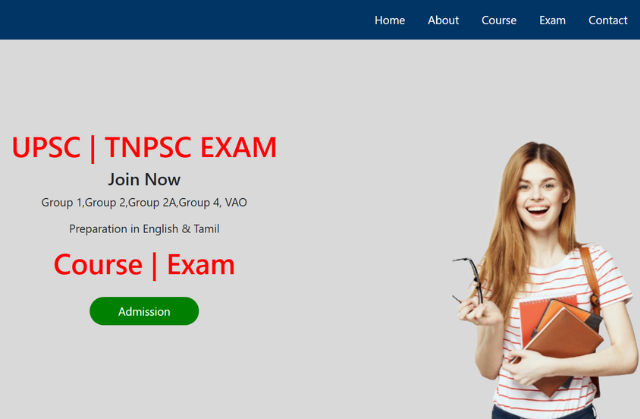 Home About Course Exam Contact
UPSC | TNPSC EXAM
Join Now
Group 1,Group 2,Group 2A,Group 4, VAO
Preparation in English & Tamil
Course | Exam
Admission